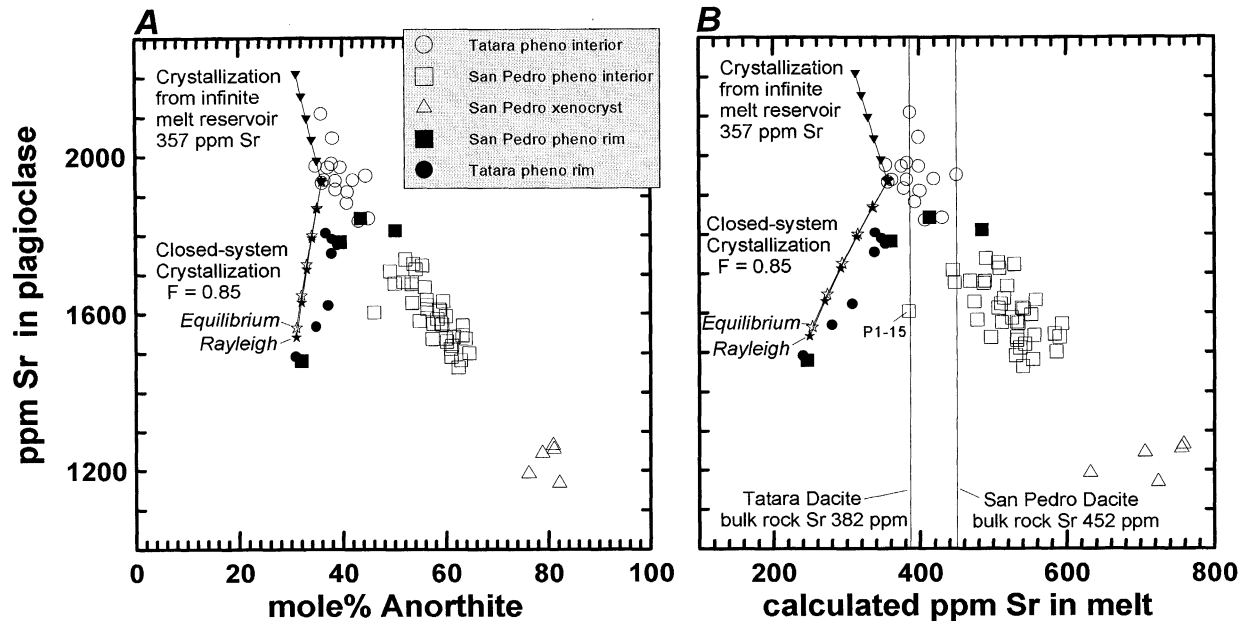 A
B
Tatara pheno interior
San Pedro pheno interior
San Pedro xenocryst
San Pedro pheno rim
Tatara pheno rim
Crystallization
from infinite
melt reservoir
357 ppm Sr
Closed-system
Crystallization
F = 0.85
Equilibrium
Rayleigh
ppm Sr in plagioclase
2000
1600
1200
0
20
40
60
80
100
mole% Anorthite
Crystallization
from infinite
melt reservoir
357 ppm Sr
Closed-system
Crystallization
F = 0.85
Equilibrium
Rayleigh
P1-15
Tatara Dacite
bulk rock Sr 382 ppm
San Pedro Dacite
bulk rock Sr 452 ppm
200
400
600
800
calculated ppm Sr in melt